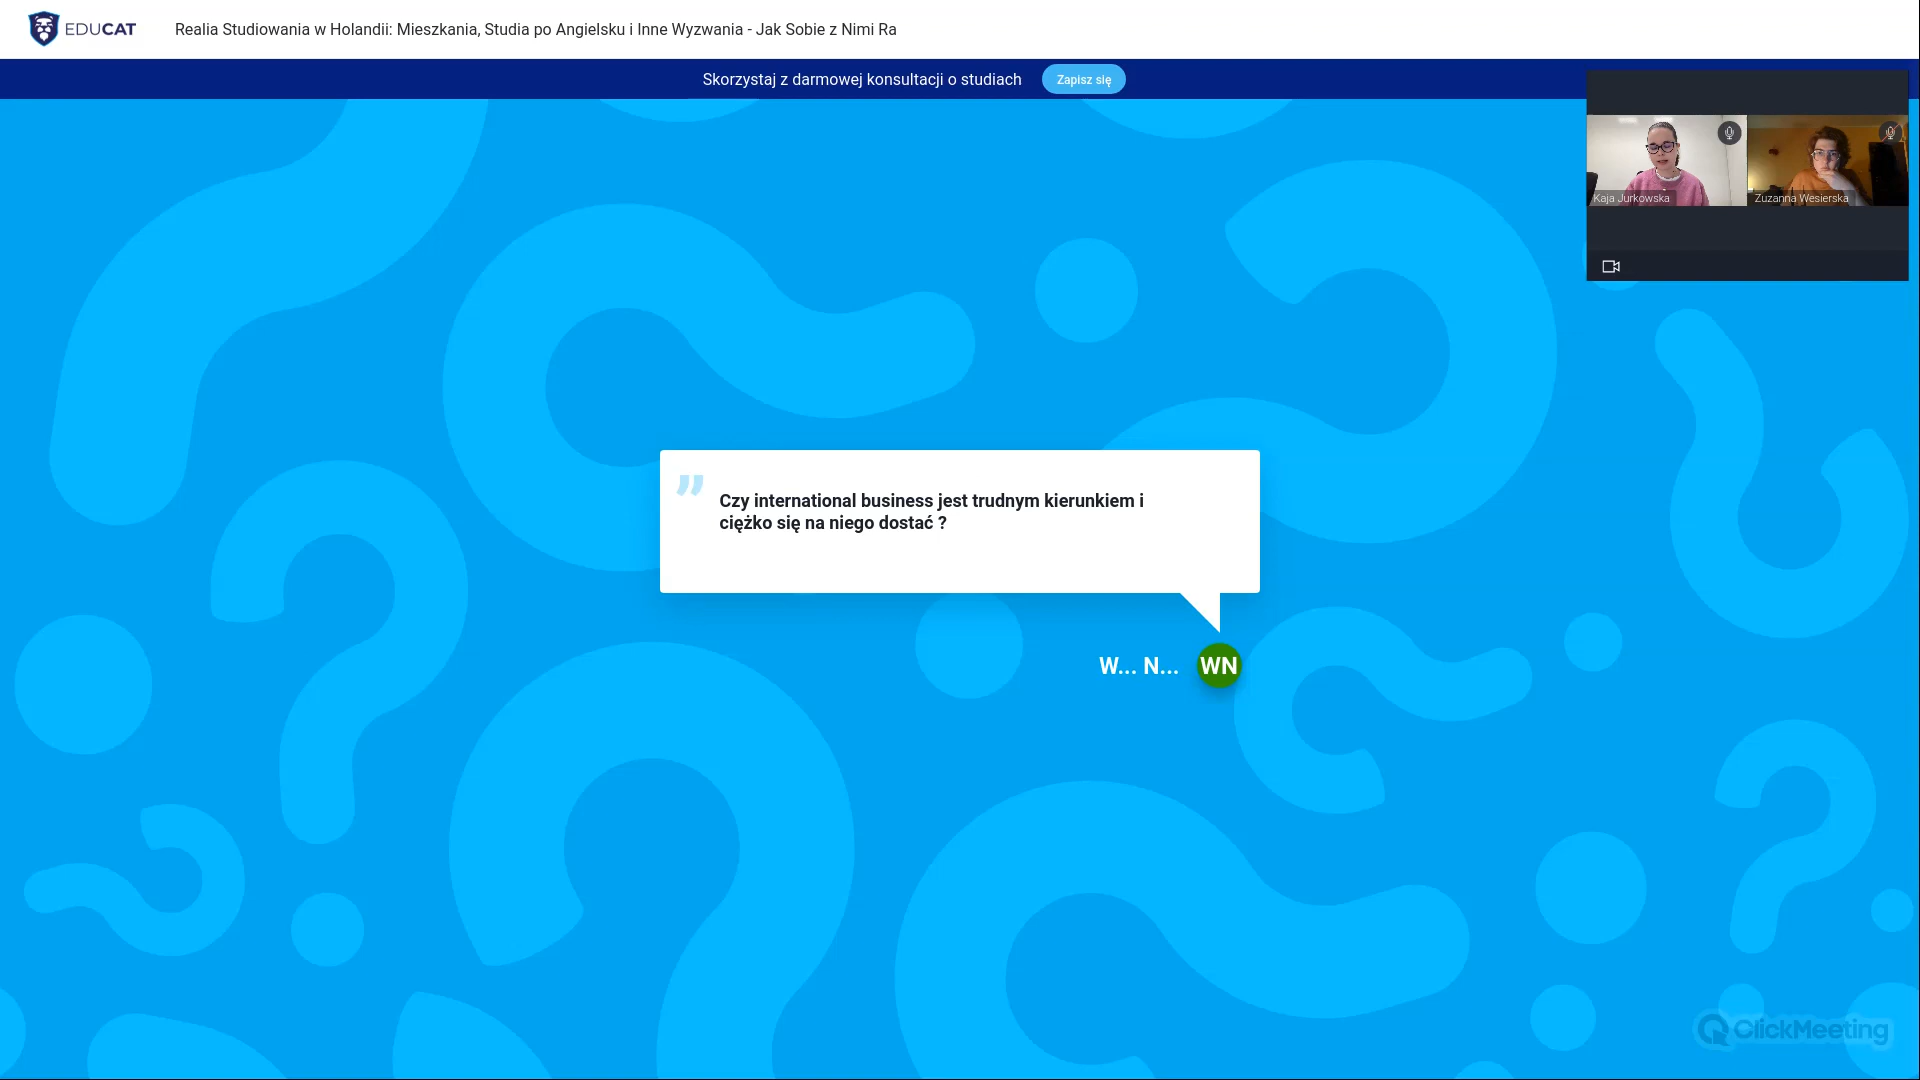 EDUCAT
Realia Studiowania w Holandii: Mieszkania, Studia po Angielsku i Inne Wyzwania - Jak Sobie z Nimi Ra
Skorzystaj z darmowej konsultacji o studiach
Zapisz się
Kaja Jurkowska
Zuzanna Wesierska
Czy international business jest trudnym kierunkiem i
ciężko się na niego dostać ?
W... N...
WN
ClickMeeting